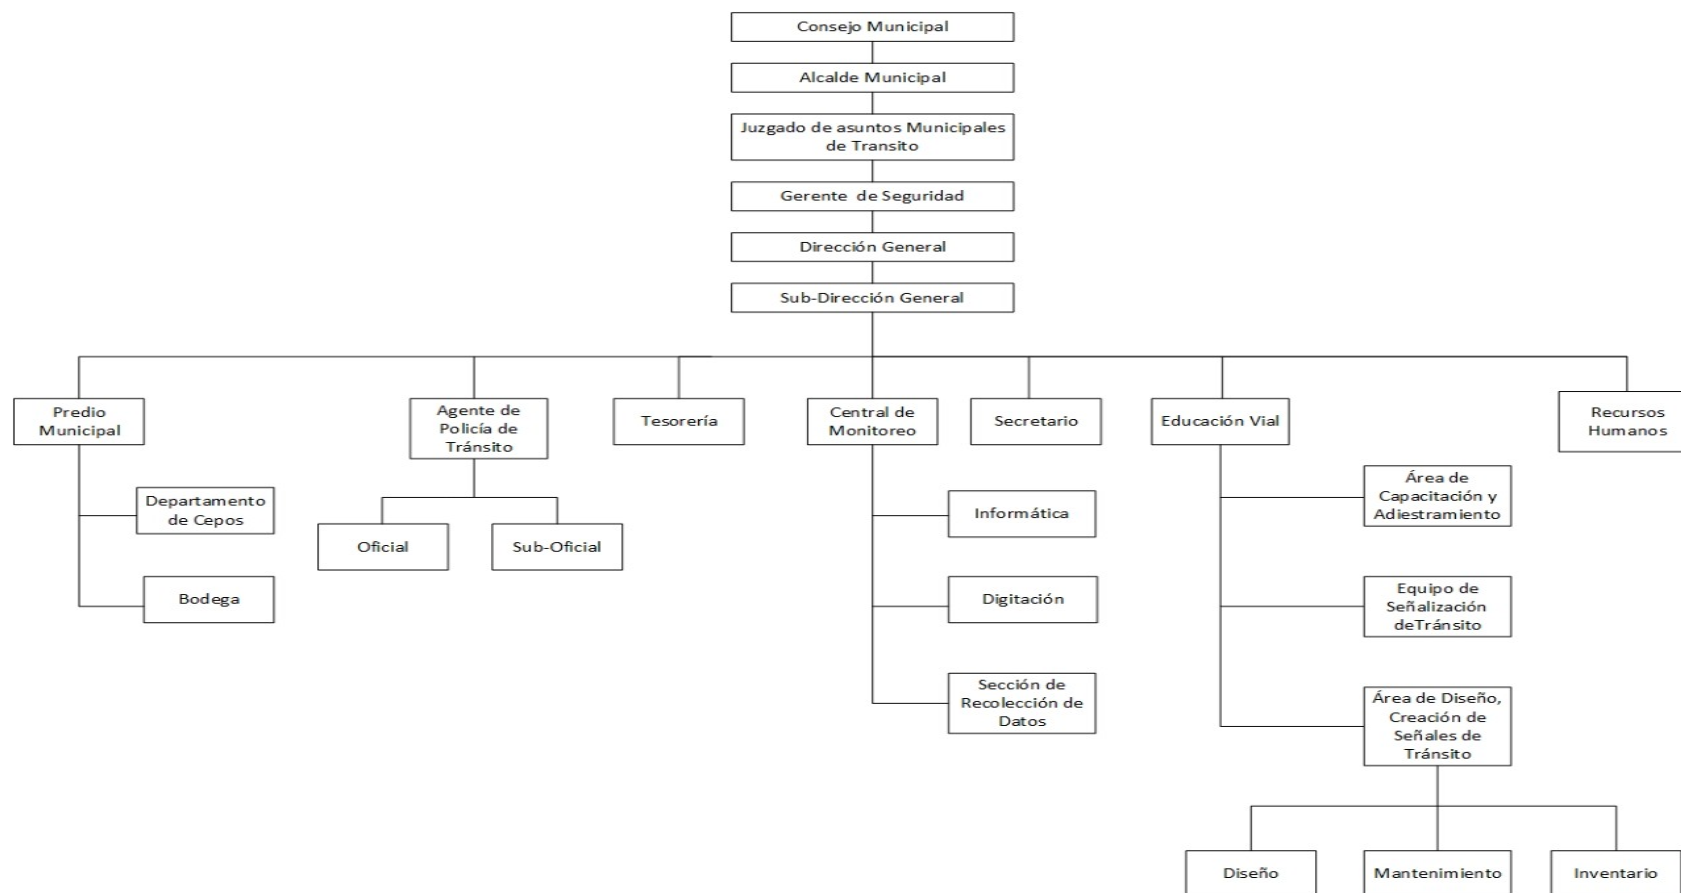 Consejo Municipal
Alcalde Municipal
Juzgado de asuntos Municipales
de Transito
Gerente de Seguridad
Dirección General
Sub-Dirección General
Predio
Municipal
Agente de
Policía de
Tránsito
Tesorería
Central de
Monitoreo
Secretario
Educación Vial
Recursos
Humanos
Departamento
de Cepos
Bodega
Oficial
Sub-Oficial
Informática
Digitación
Sección de
Recolección de
Datos
Área de
Capacitación y
Adiestramiento
Equipo de
Señalización
deTránsito
Área de Diseño,
Creación de
Señales de
Tránsito
Diseño
Mantenimiento
Inventario